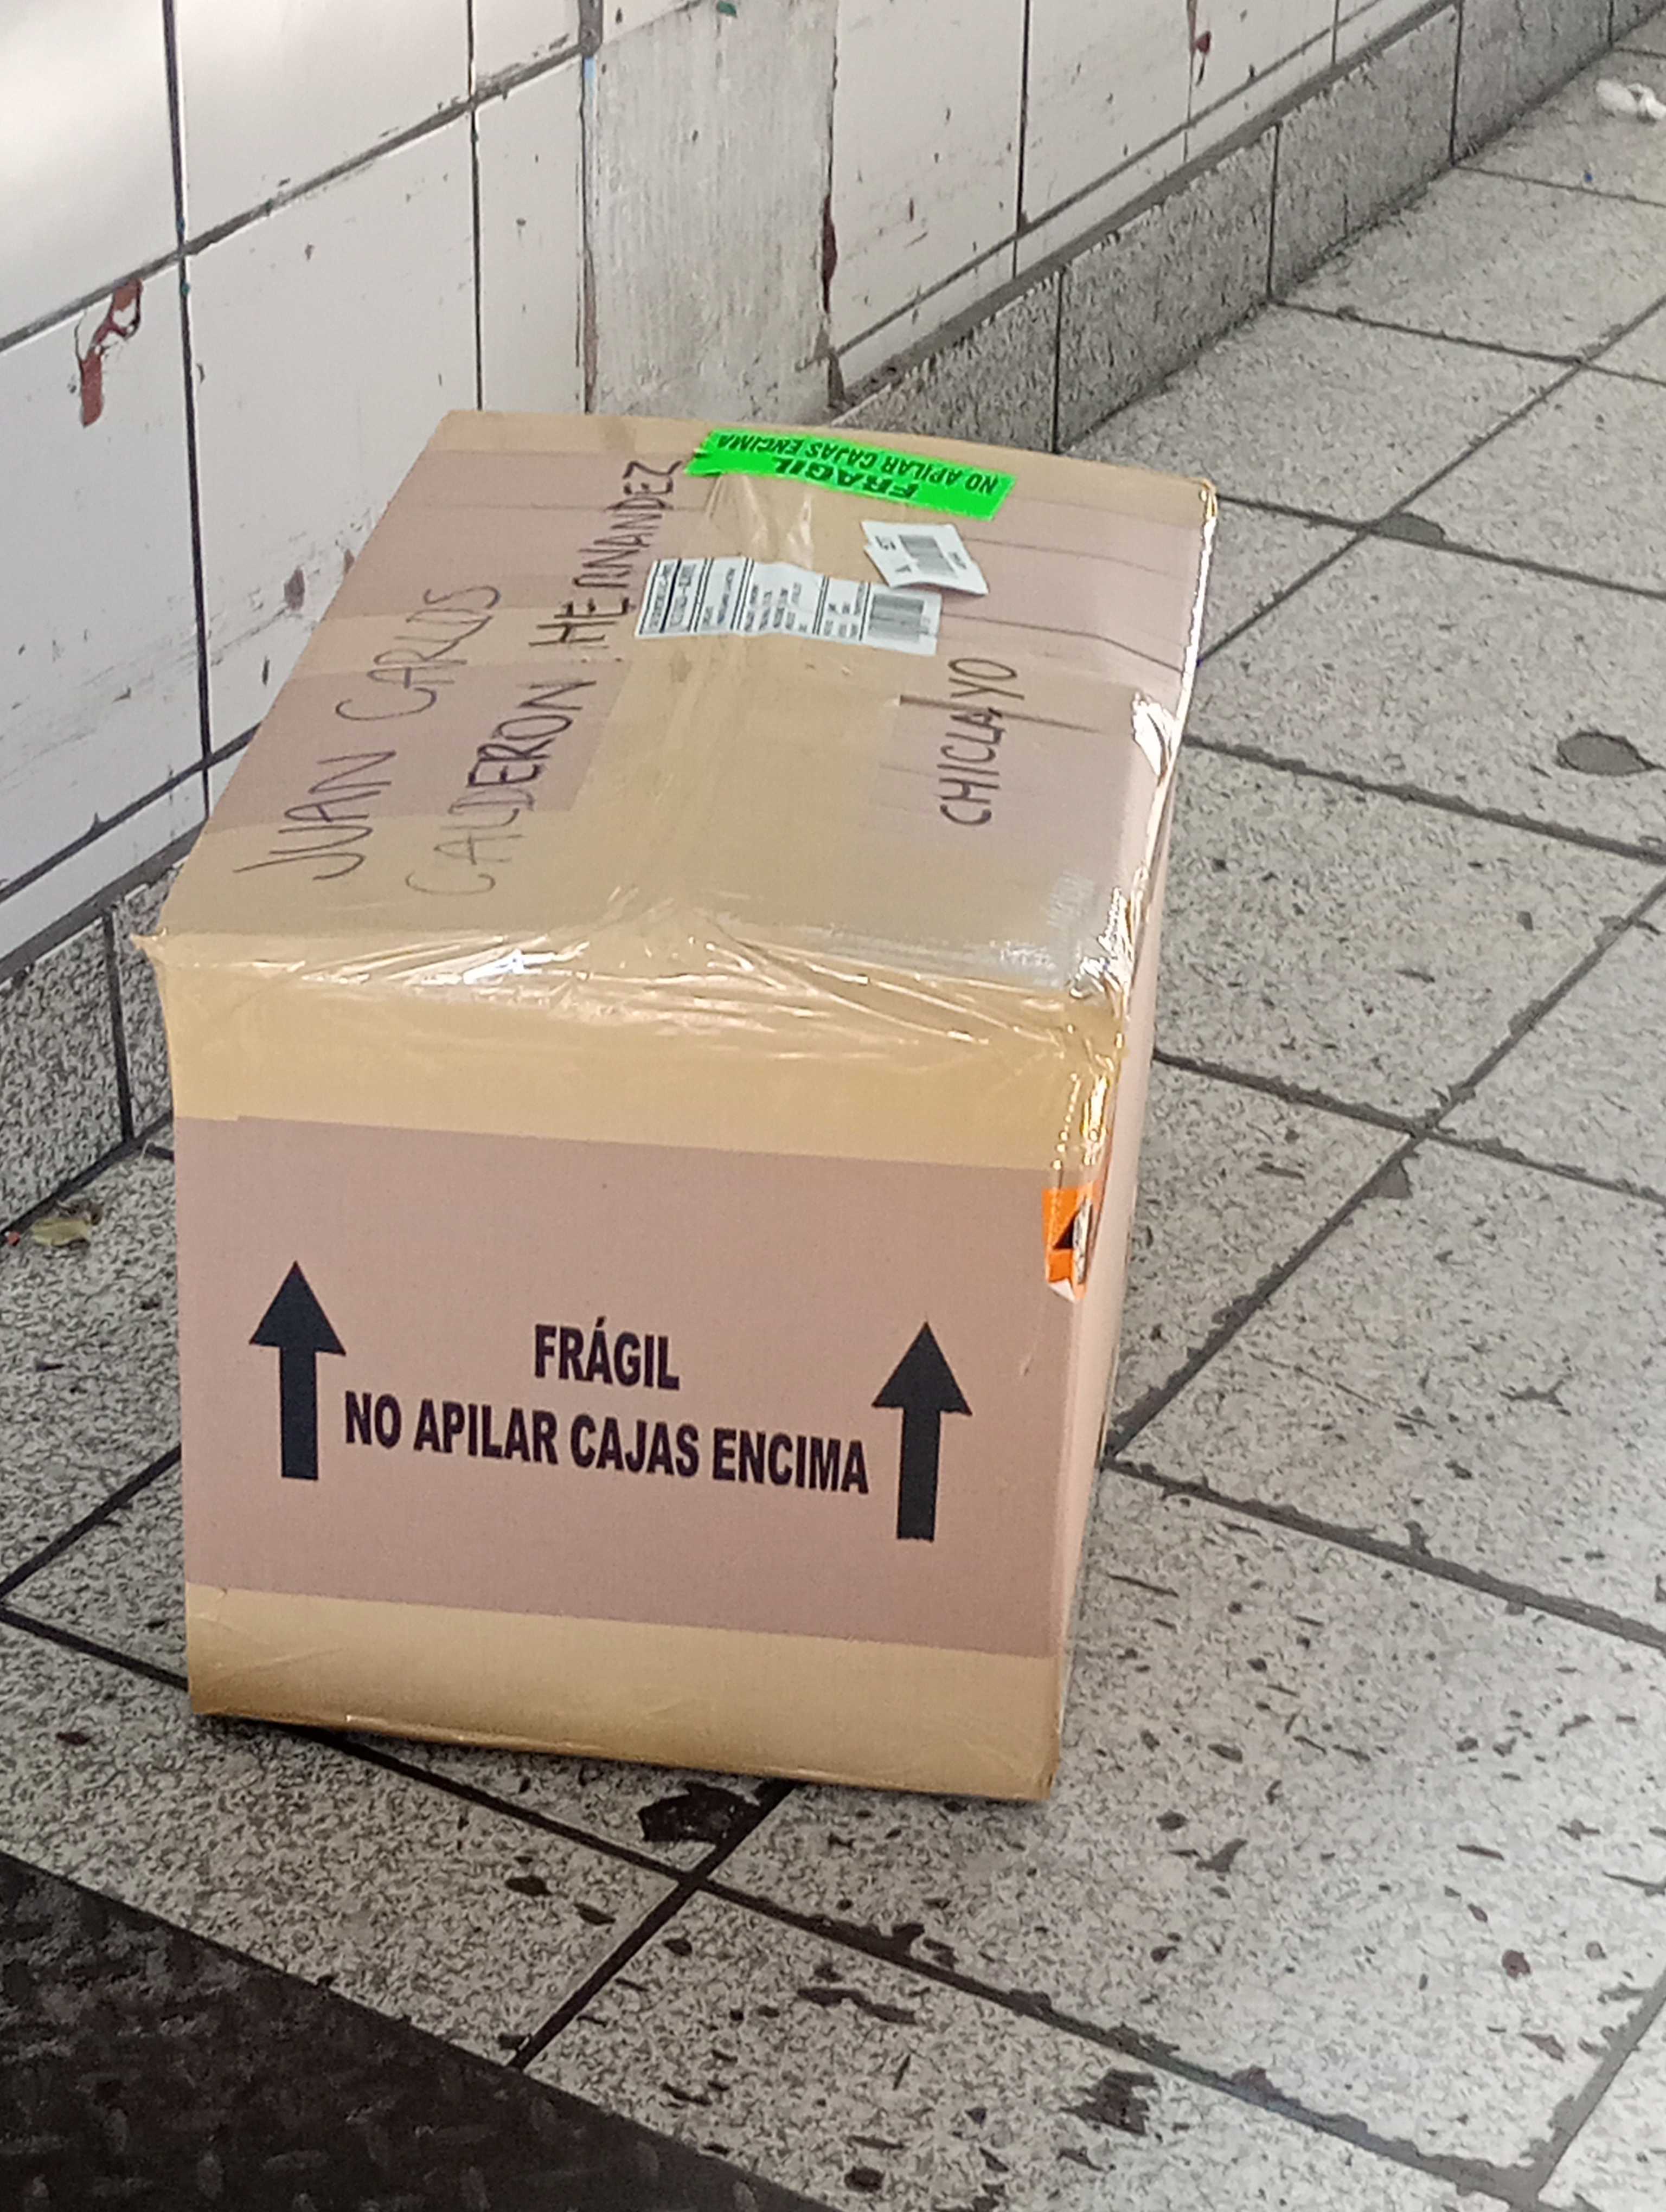 FRÁGIL
NO APILAR CAJAS ENCIMA
JUAN CARLOS
CALDERON HERNANDEZ
CHICLAYO
FRÁGIL
NO APILAR CAJAS ENCIMA